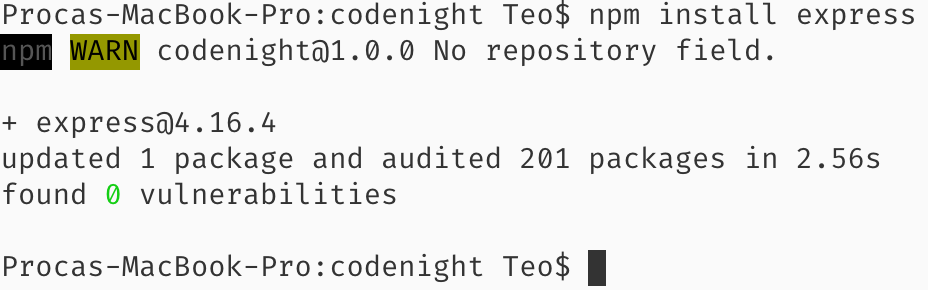 Procas-MacBook-Pro:codenight Teo$ npm install express
npm WARN codenight@1.0.0 No repository field.
+ express@4.16.4
updated 1 package and audited 201 packages in 2.56s
found 0 vulnerabilities
Procas-MacBook-Pro:codenight Teo$